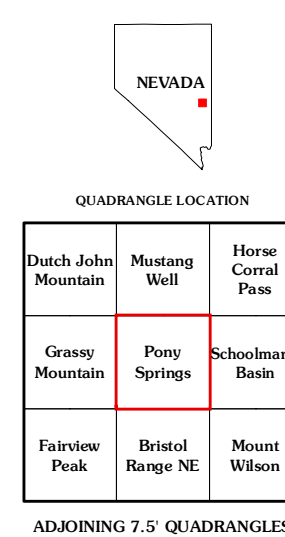 NEVADA
QUADRANGLE LOCATION
Dutch John
Mountain
Mustang
Well
Horse
Corral
Pass
Grassy
Mountain
Pony
Springs
Basin
Fairview
Peak
Bristol
Range NE
Mount
Wilson
ADJOINING 7.5' QUADRANGLES